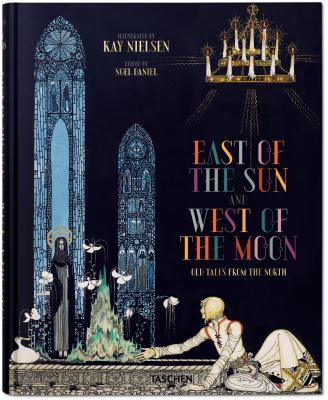 ILLUSTRATED BY
KAY NIELSEN
EDITED BY
NOEL DANIEL
EAST OF
THE SUN
AND
WEST OF
THE MOON
OLD TALES FROM THE NORTH
TASCHEN